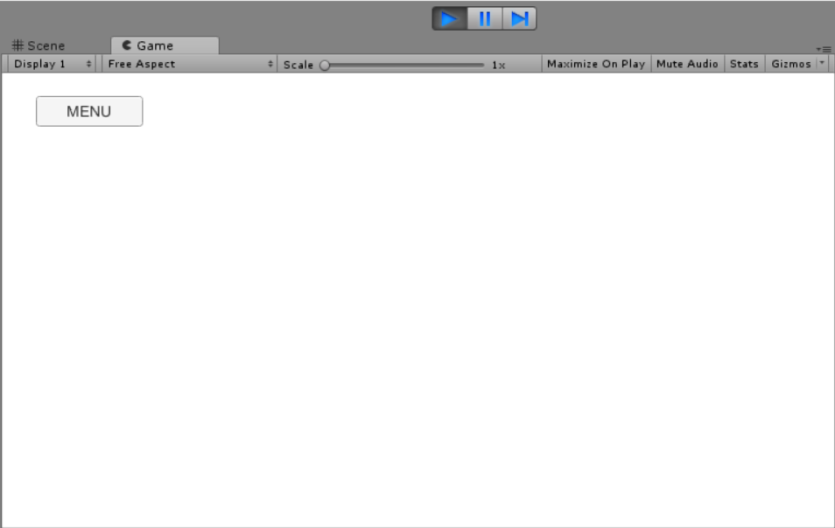 Scene Game
Display 1 Free Aspect Scale 1x Maximize On Play Mute Audio Stats Gizmos
MENU